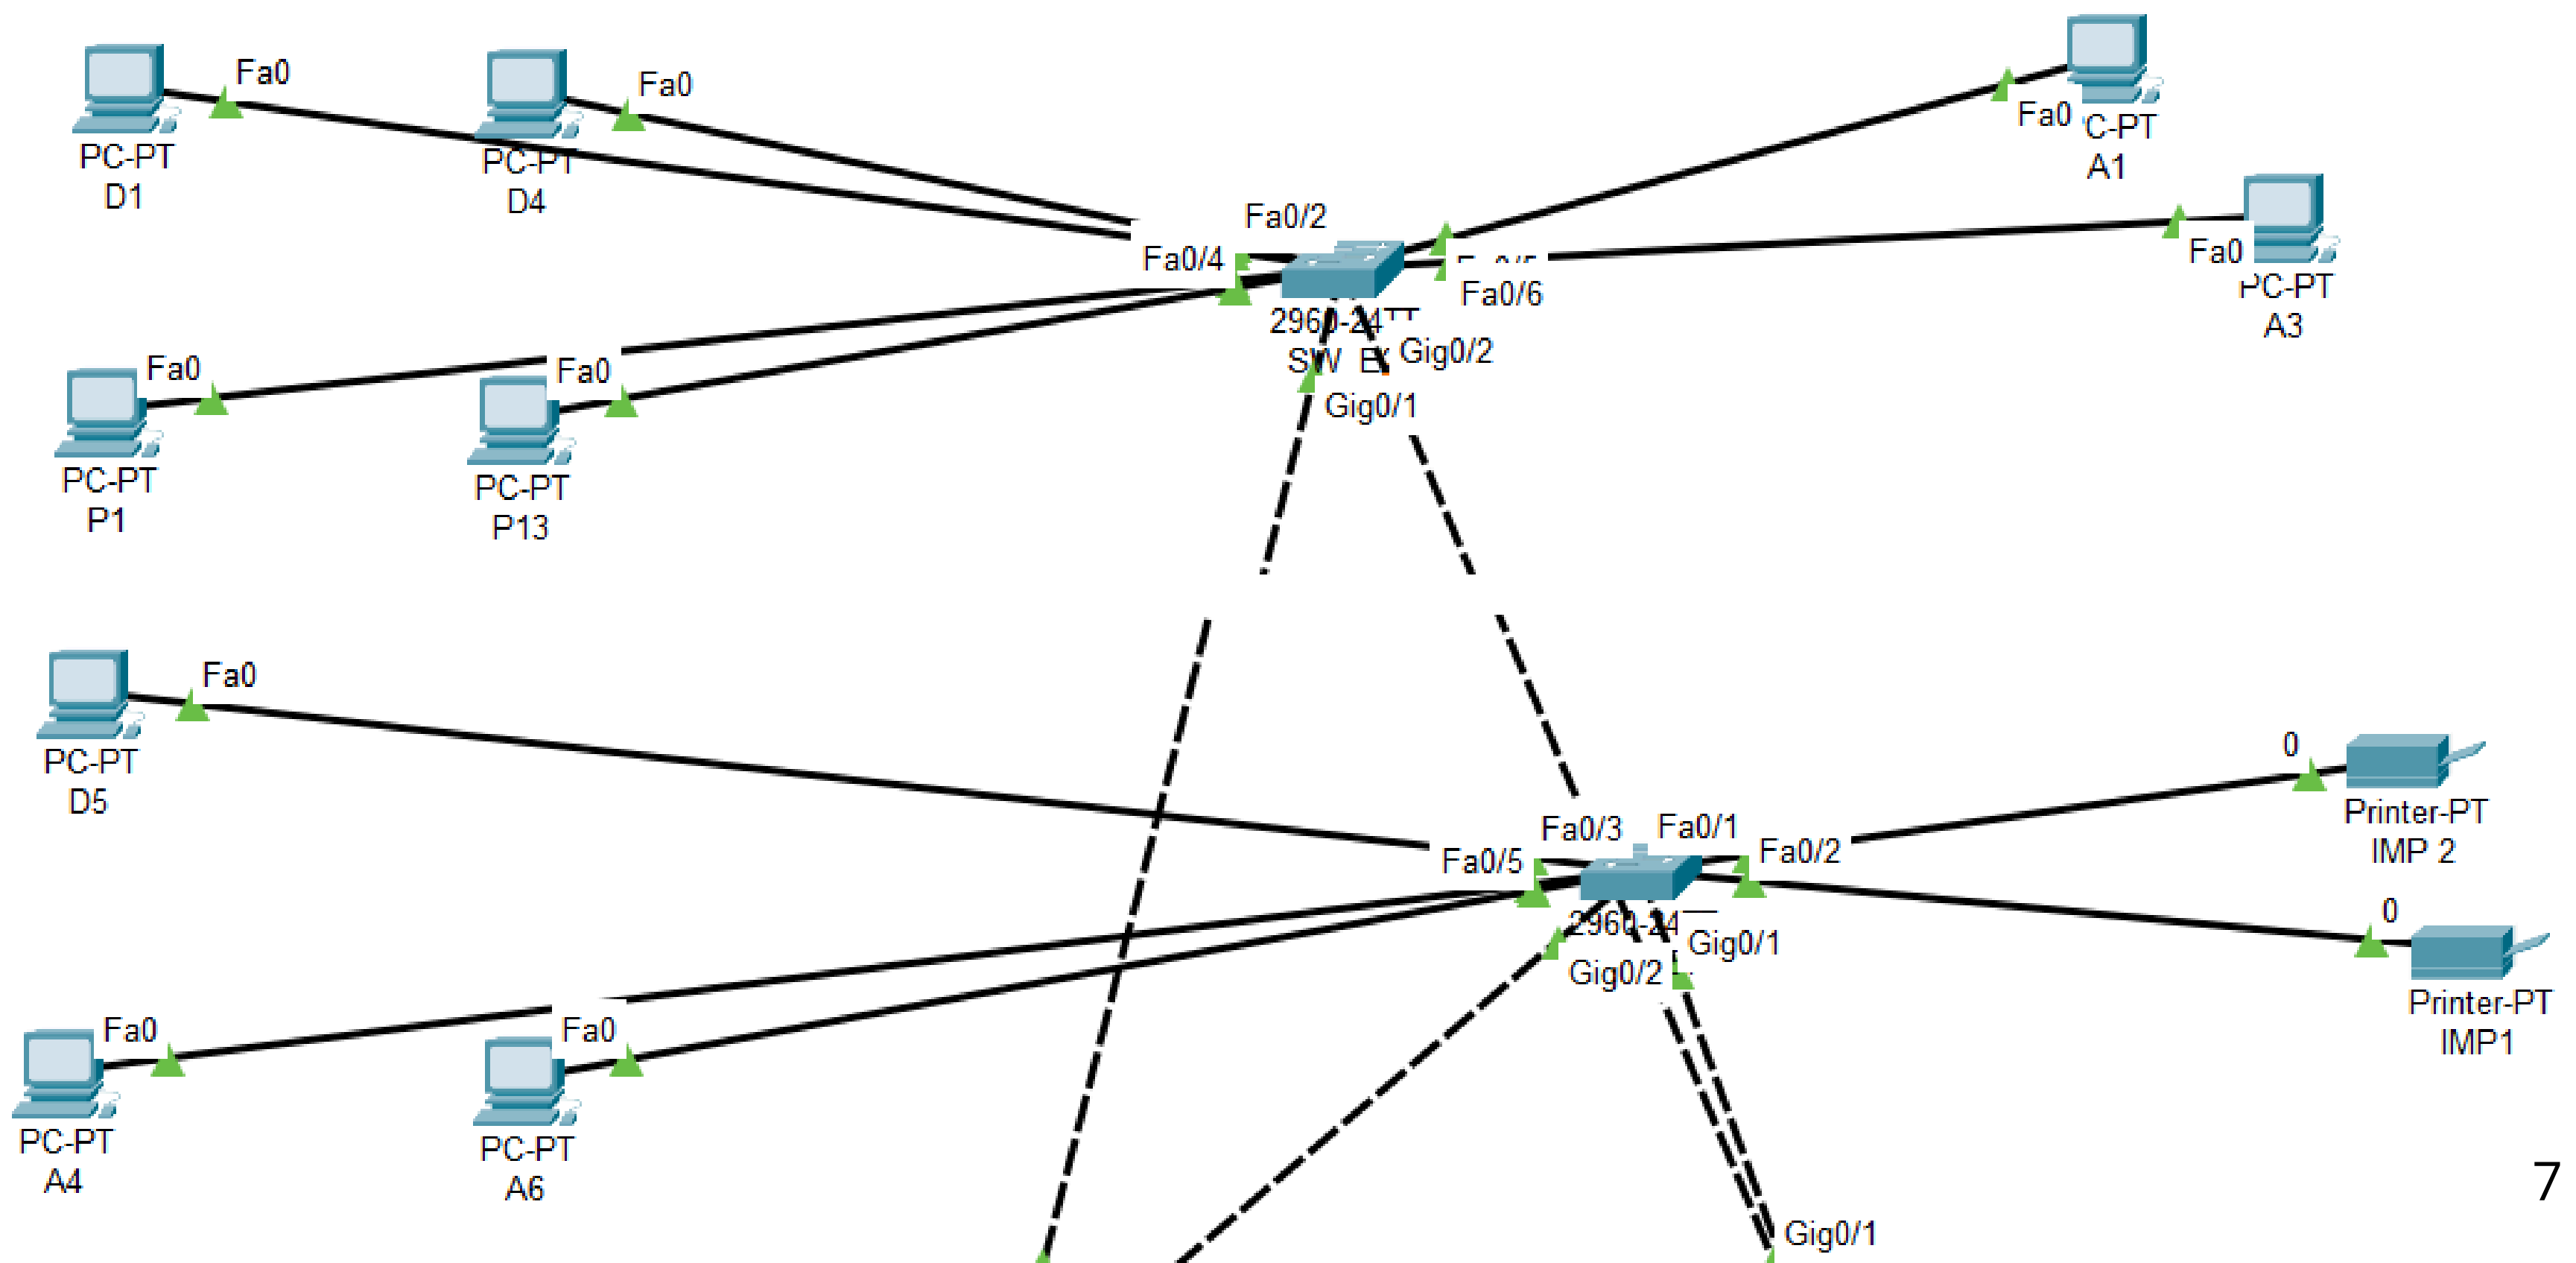 Fa0
PC-PT
D1
Fa0
PC-PT
D4
Fa0
A1
Fa0
PC-PT
A3
Fa0/2
Fa0/4
Fa0/6
SW
Gig0/2
Gig0/1
Fa0
PC-PT
P1
Fa0
PC-PT
P13
Fa0
PC-PT
D5
0
Printer-PT
IMP 2
Fa0/3
Fa0/1
Fa0/5
Fa0/2
Gig0/1
Gig0/2
0
Printer-PT
IMP1
Fa0
PC-PT
A4
Fa0
PC-PT
A6
7
Gig0/1